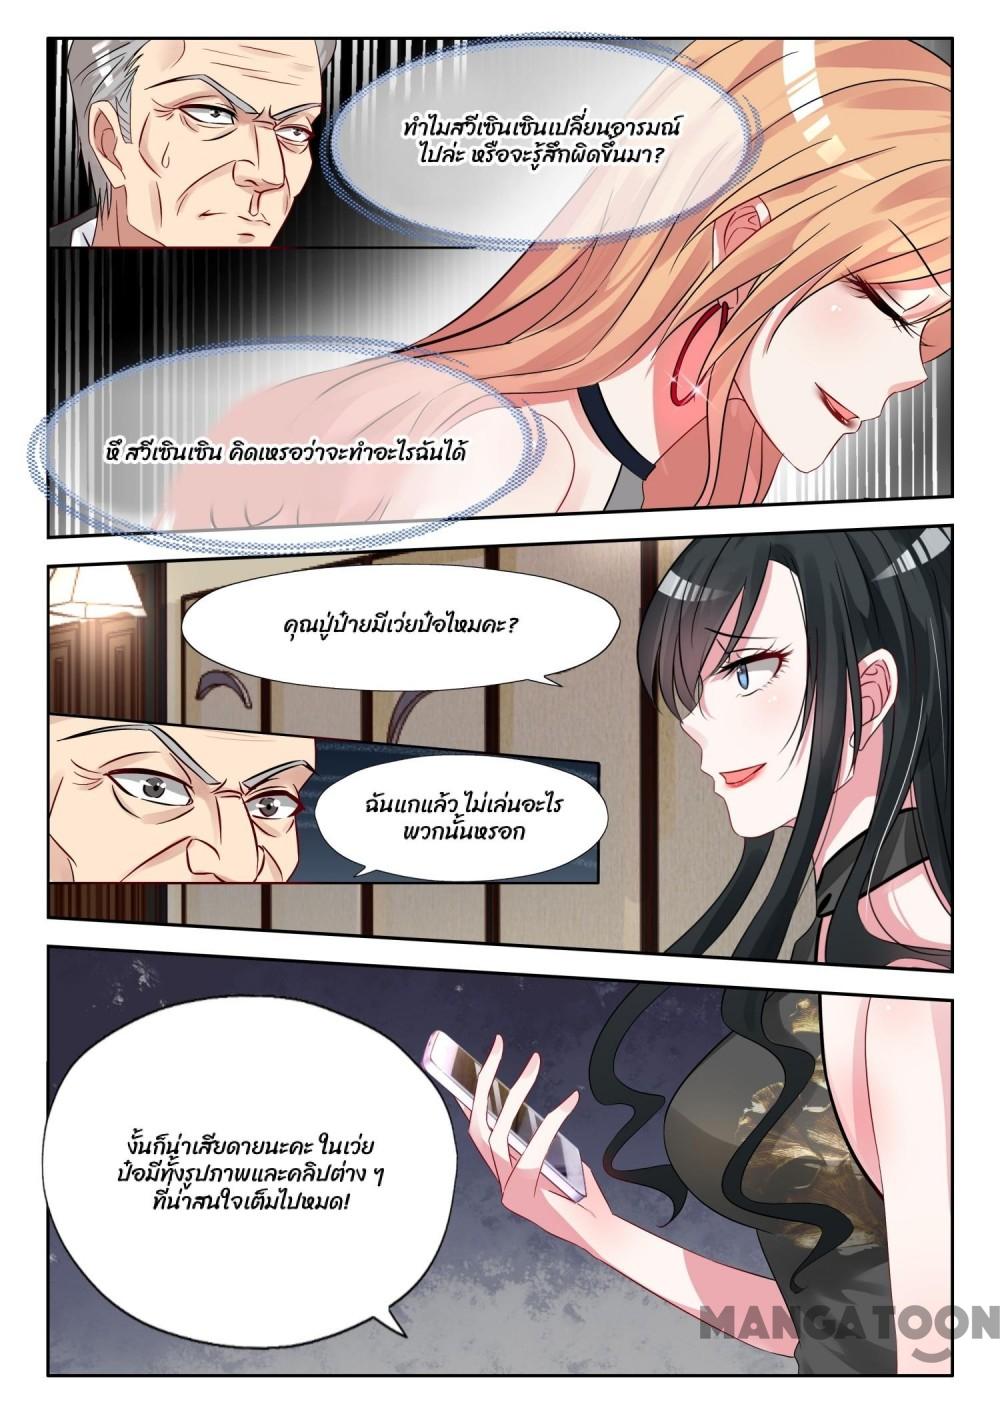 ทำไมสวีเซินเซินเปลี่ยนอารมณ์
ไปล่ะ หรือจะรู้สึกผิดขึ้นมา?
หึ สวีเซินเซิน คิดเหรอว่าจะทำอะไรฉันได้
คุณปู่ป๋ายมีเว่ยป๋อไหมคะ?
ฉันแกแล้ว ไม่เล่นอะไร
พวกนั้นหรอก
งั้นก็น่าเสียดายนะคะ ในเว่ย
ป๋อมีทั้งรูปภาพและคลิปต่าง ๆ
ที่น่าสนใจเต็มไปหมด!
MANGATOON